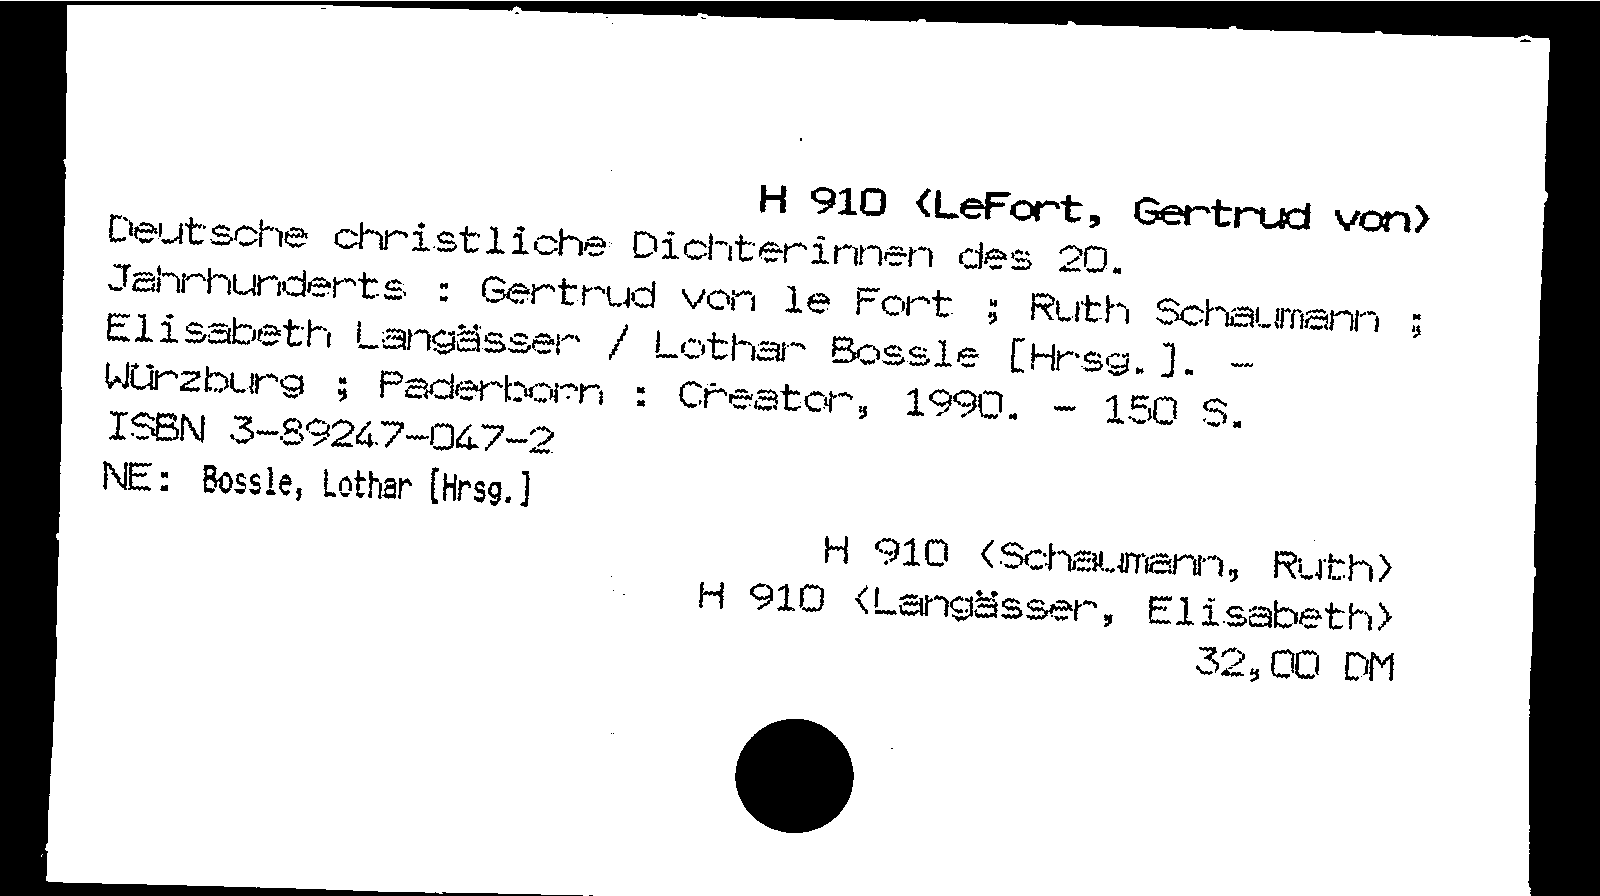 H 910 <LeFort, Gertrud von>
Deutsche christliche Dichterinnen des 20.
Jahrhunderts : Gertrud von le Fort ; Ruth Schaumann ;
Elisabeth Langässer / Lothar Bossle [Hrsg.]. -
Würzburg ; Paderborn : Creator, 1990. - 150 S.
ISBN 3-89247-047-2
NE: Bossle, Lothar [Hrsg.]
H 910 <Schaumann, Ruth>
H 910 <Langässer, Elisabeth>
32,00 DM